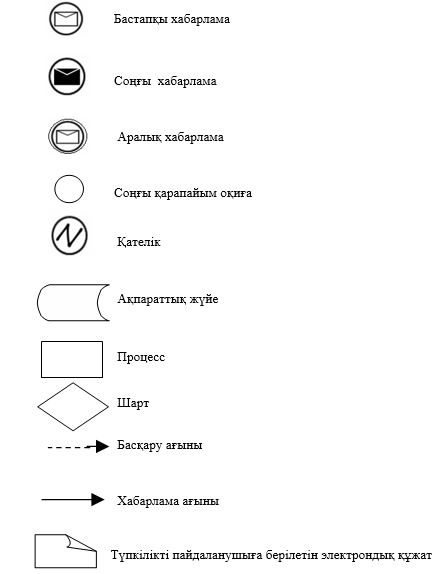 Бастапқы хабарлама
Соңғы хабарлама
Аралық хабарлама
Соңғы қарапайым оқиға
Қателік
Ақпараттық жүйе
Процесс
Шарт
Басқару ағыны
Хабарлама ағыны
Түпкілікті пайдаланушыға берілетін электрондық құжат